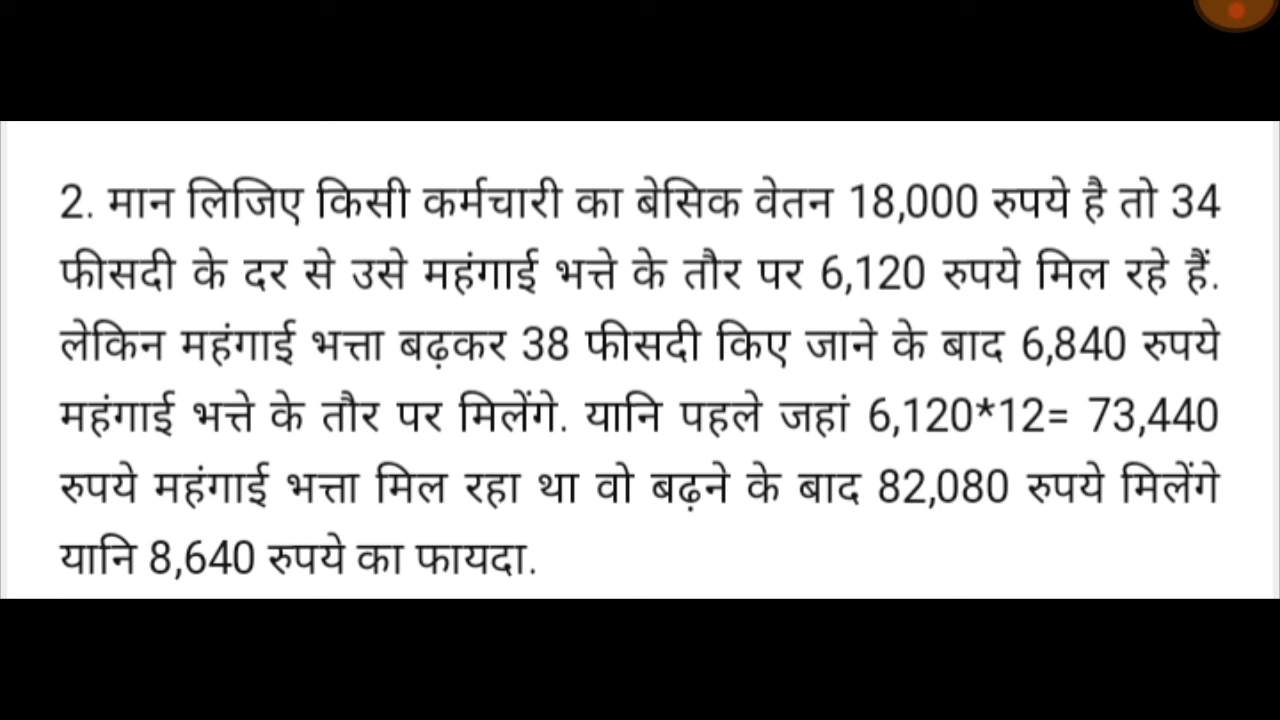 2. मान लिजिए किसी कर्मचारी का बेसिक वेतन 18,000 रुपये है तो 34
फीसदी के दर से उसे महंगाई भत्ते के तौर पर 6,120 रुपये मिल रहे हैं.
लेकिन महंगाई भत्ता बढ़कर 38 फीसदी किए जाने के बाद 6,840 रुपये
महंगाई भत्ते के तौर पर मिलेंगे. यानि पहले जहां 6,120*12= 73,440
रुपये महंगाई भत्ता मिल रहा था वो बढ़ने के बाद 82,080 रुपये मिलेंगे
यानि 8,640 रुपये का फायदा.